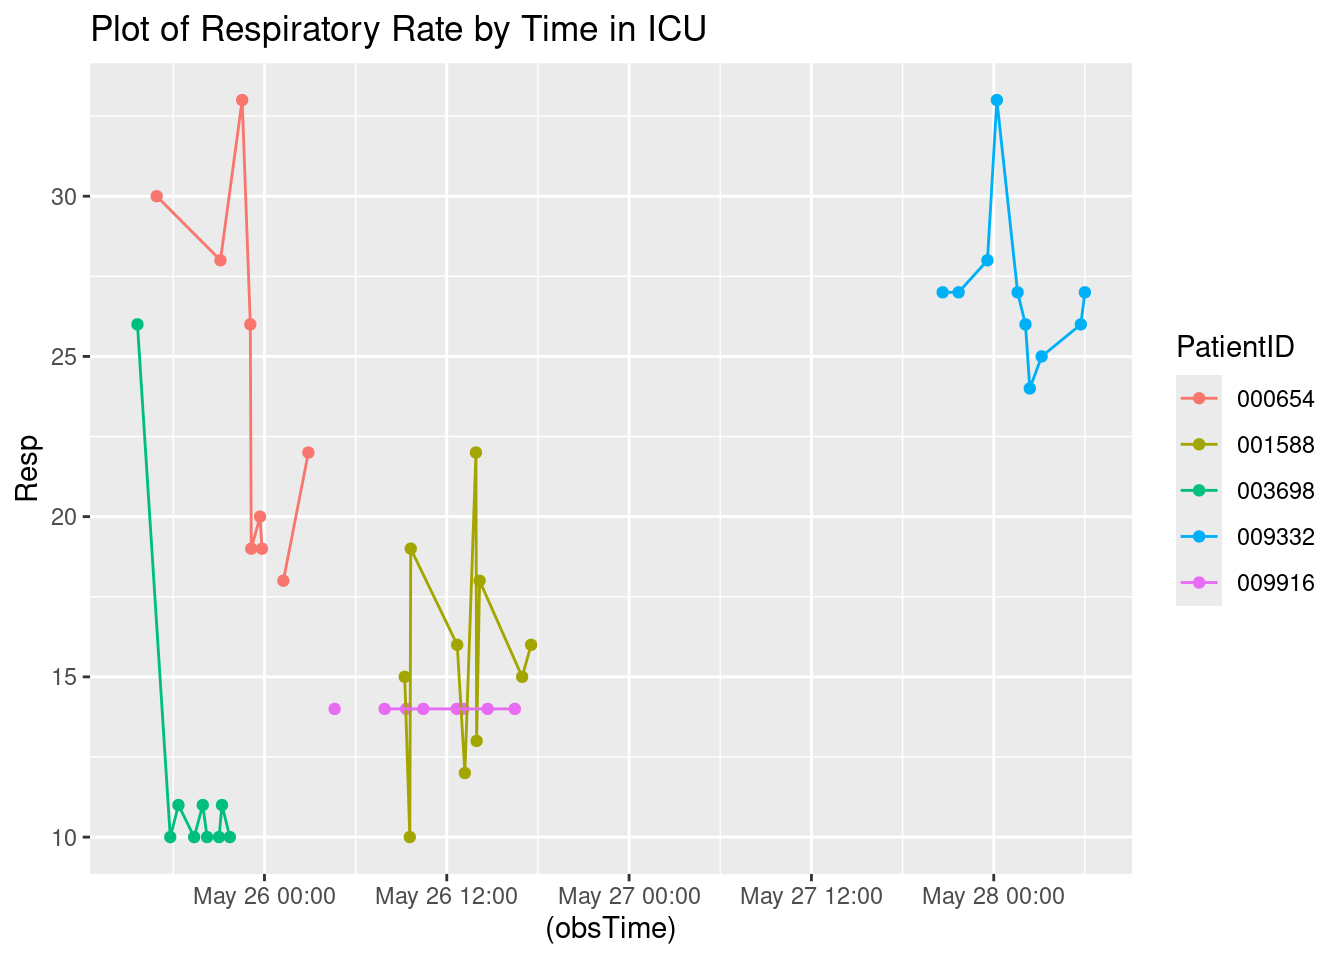 Plot of Respiratory Rate by Time in ICU
Resp
30
25
20
15
10
May 26 00:00
May 26 12:00
May 27 00:00
May 27 12:00
May 28 00:00
(obsTime)
PatientID
000654
001588
003698
009332
009916